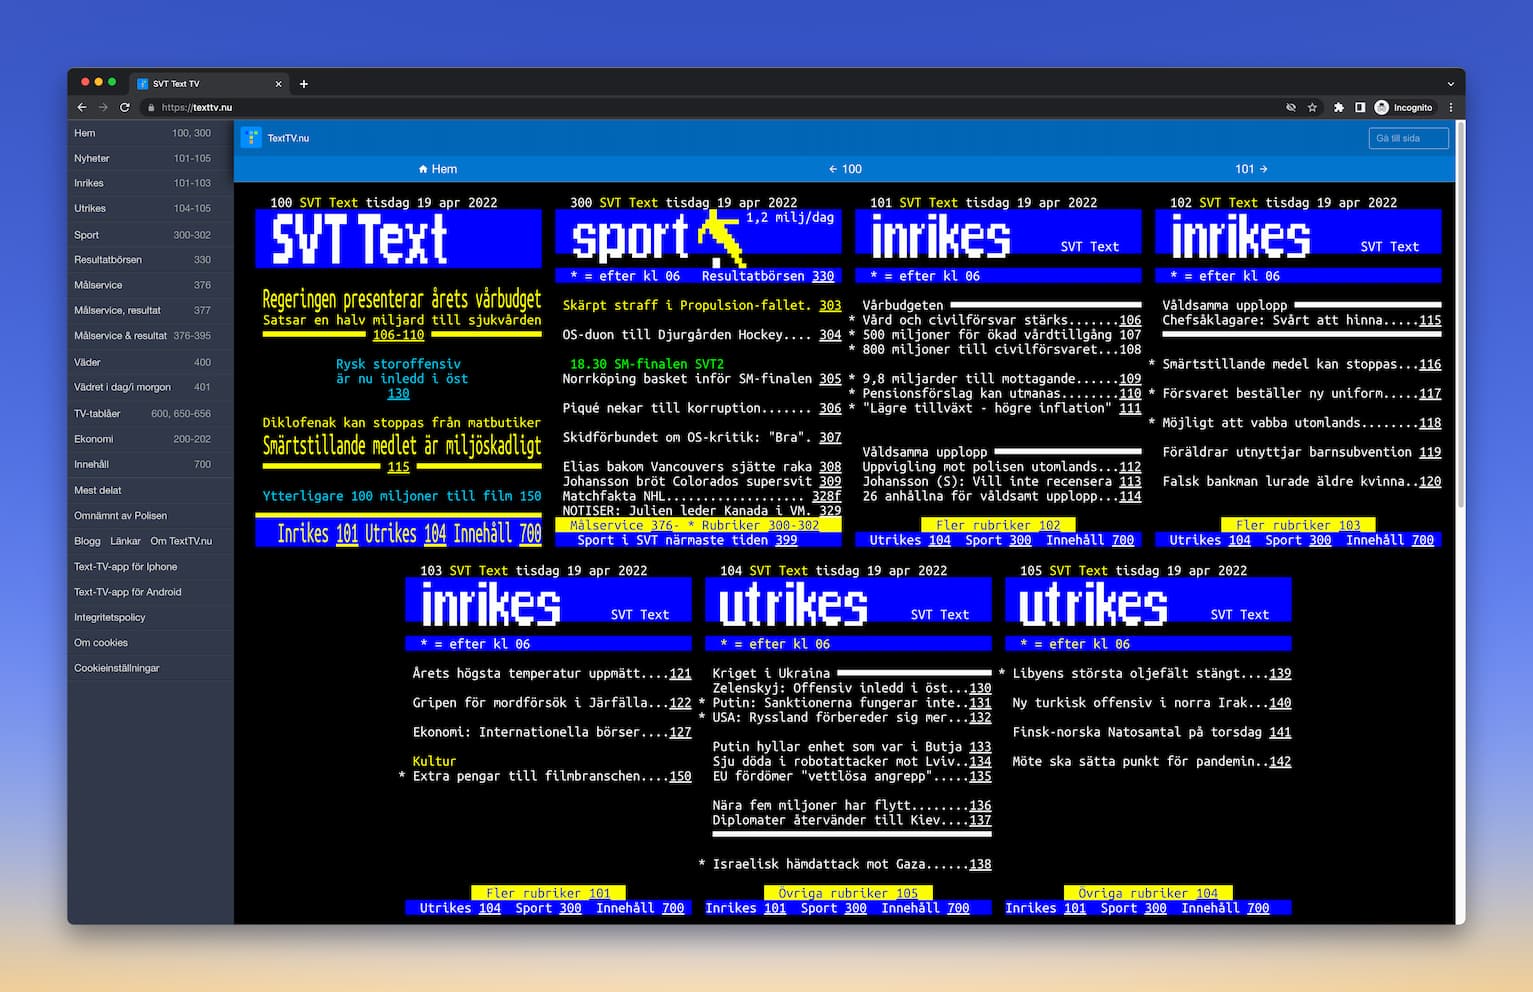 SVT Text TV
https://texttv.nu
Incognito
Hem 100, 300
Nyheter 101-105
Inrikes 101-103
Utrikes 104-105
Sport 300-302
Resultatbörsen 330
Målservice 376
Målservice, resultat 377
Målservice & resultat 376-395
Väder 400
Vädret i dag/i morgon 401
TV-tablåer 600, 650-656
Ekonomi 200-202
Innehåll 700
Mest delat
Omnämnt av Polisen
Blogg Länkar Om TextTV.nu
Text-TV-app för Iphone
Text-TV-app för Android
Integritetspolicy
Om cookies
Cookieinställningar
TextTV.nu
Gå till sida
Hem
← 100
101 →
100 SVT Text tisdag 19 apr 2022
SVT Text
Regeringen presenterar årets vårbudget
Satsar en halv miljard till sjukvården
106-110
Rysk storoffensiv
är nu inledd i öst
130
Diklofenak kan stoppas från matbutiker
Smärtstillande medlet är miljöskadligt
115
Ytterligare 100 miljoner till film 150
Inrikes 101 Utrikes 104 Innehåll 700
300 SVT Text tisdag 19 apr 2022
sport
1,2 milj/dag
* = efter kl 06 Resultatbörsen 330
Skärpt straff i Propulsion-fallet. 303
OS-duon till Djurgården Hockey.... 304
18.30 SM-finalen SVT2
Norrköping basket inför SM-finalen 305
Piqué nekar till korruption....... 306
Skidförbundet om OS-kritik: "Bra". 307
Elias bakom Vancouvers sjätte raka 308
Johansson bröt Colorados supersvit 309
Matchfakta NHL.................. 328f
NOTISER: Julien leder Kanada i VM. 329
Målservice 376- * Rubriker 300-302
Sport i SVT närmaste tiden 399
101 SVT Text tisdag 19 apr 2022
inrikes
SVT Text
* = efter kl 06
Vårbudgeten
* Vård och civilförsvar stärks.......106
* 500 miljoner för ökad vårdtillgång 107
* 800 miljoner till civilförsvaret...108
* 9,8 miljarder till mottagande......109
* Pensionsförslag kan utmanas........110
* "Lägre tillväxt - högre inflation" 111
Våldsamma upplopp
Uppvigling mot polisen utomlands...112
Johansson (S): Vill inte recensera 113
26 anhållna för våldsamt upplopp...114
Fler rubriker 102
Utrikes 104 Sport 300 Innehåll 700
102 SVT Text tisdag 19 apr 2022
inrikes
SVT Text
* = efter kl 06
Våldsamma upplopp
Chefsåklagare: Svårt att hinna.....115
* Smärtstillande medel kan stoppas...116
* Försvaret beställer ny uniform.....117
* Möjligt att vabba utomlands........118
Föräldrar utnyttjar barnsubvention 119
Falsk bankman lurade äldre kvinna..120
Fler rubriker 103
Utrikes 104 Sport 300 Innehåll 700
103 SVT Text tisdag 19 apr 2022
inrikes
SVT Text
* = efter kl 06
Årets högsta temperatur uppmätt....121
Gripen för mordförsök i Järfälla...122
Ekonomi: Internationella börser....127
Kultur
* Extra pengar till filmbranschen....150
Fler rubriker 101
Utrikes 104 Sport 300 Innehåll 700
104 SVT Text tisdag 19 apr 2022
utrikes
SVT Text
* = efter kl 06
Kriget i Ukraina
Zelenskyj: Offensiv inledd i öst...130
* Putin: Sanktionerna fungerar inte..131
* USA: Ryssland förbereder sig mer...132
Putin hyllar enhet som var i Butja 133
Sju döda i robotattacker mot Lviv..134
EU fördömer "vettlösa angrepp".....135
Nära fem miljoner har flytt........136
Diplomater återvänder till Kiev....137
* Israelisk hämdattack mot Gaza......138
Övriga rubriker 105
Inrikes 101 Sport 300 Innehåll 700
105 SVT Text tisdag 19 apr 2022
utrikes
SVT Text
* = efter kl 06
* Libyens största oljefält stängt....139
Ny turkisk offensiv i norra Irak...140
Finsk-norska Natosamtal på torsdag 141
Möte ska sätta punkt för pandemin..142
Övriga rubriker 104
Inrikes 101 Sport 300 Innehåll 700